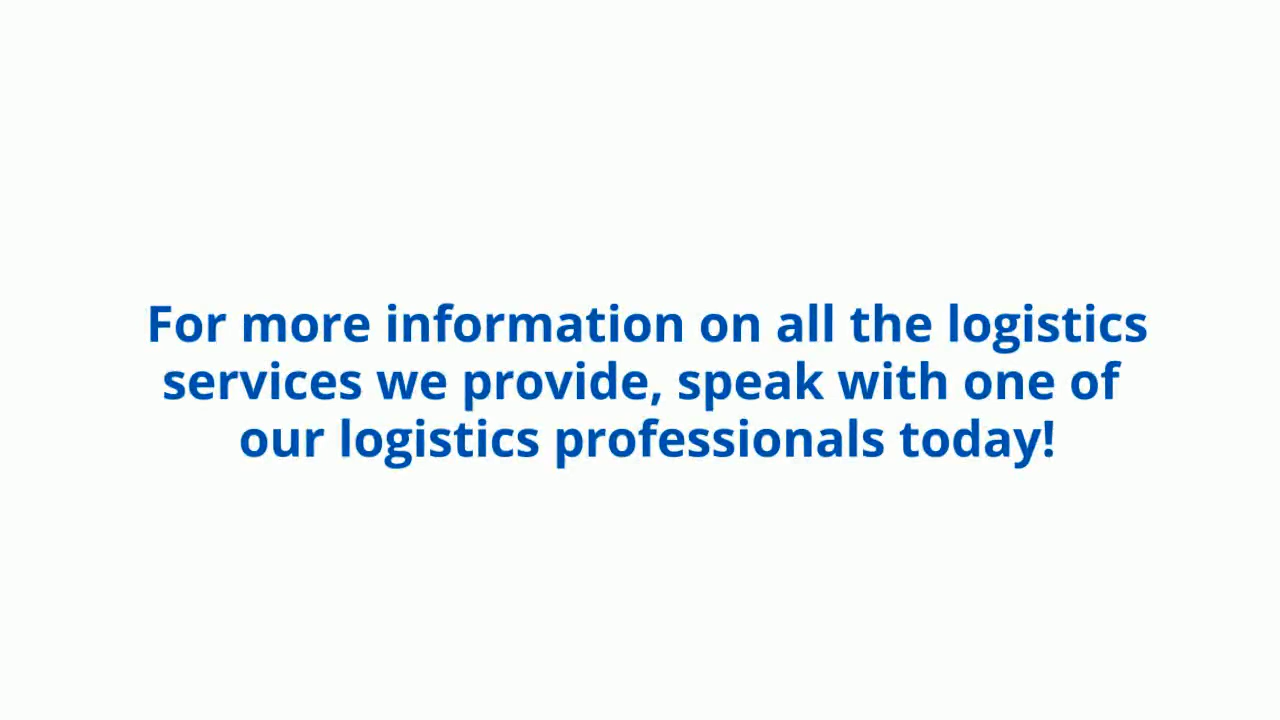 For more information on all the logistics
services we provide, speak with one of
our logistics professionals today!